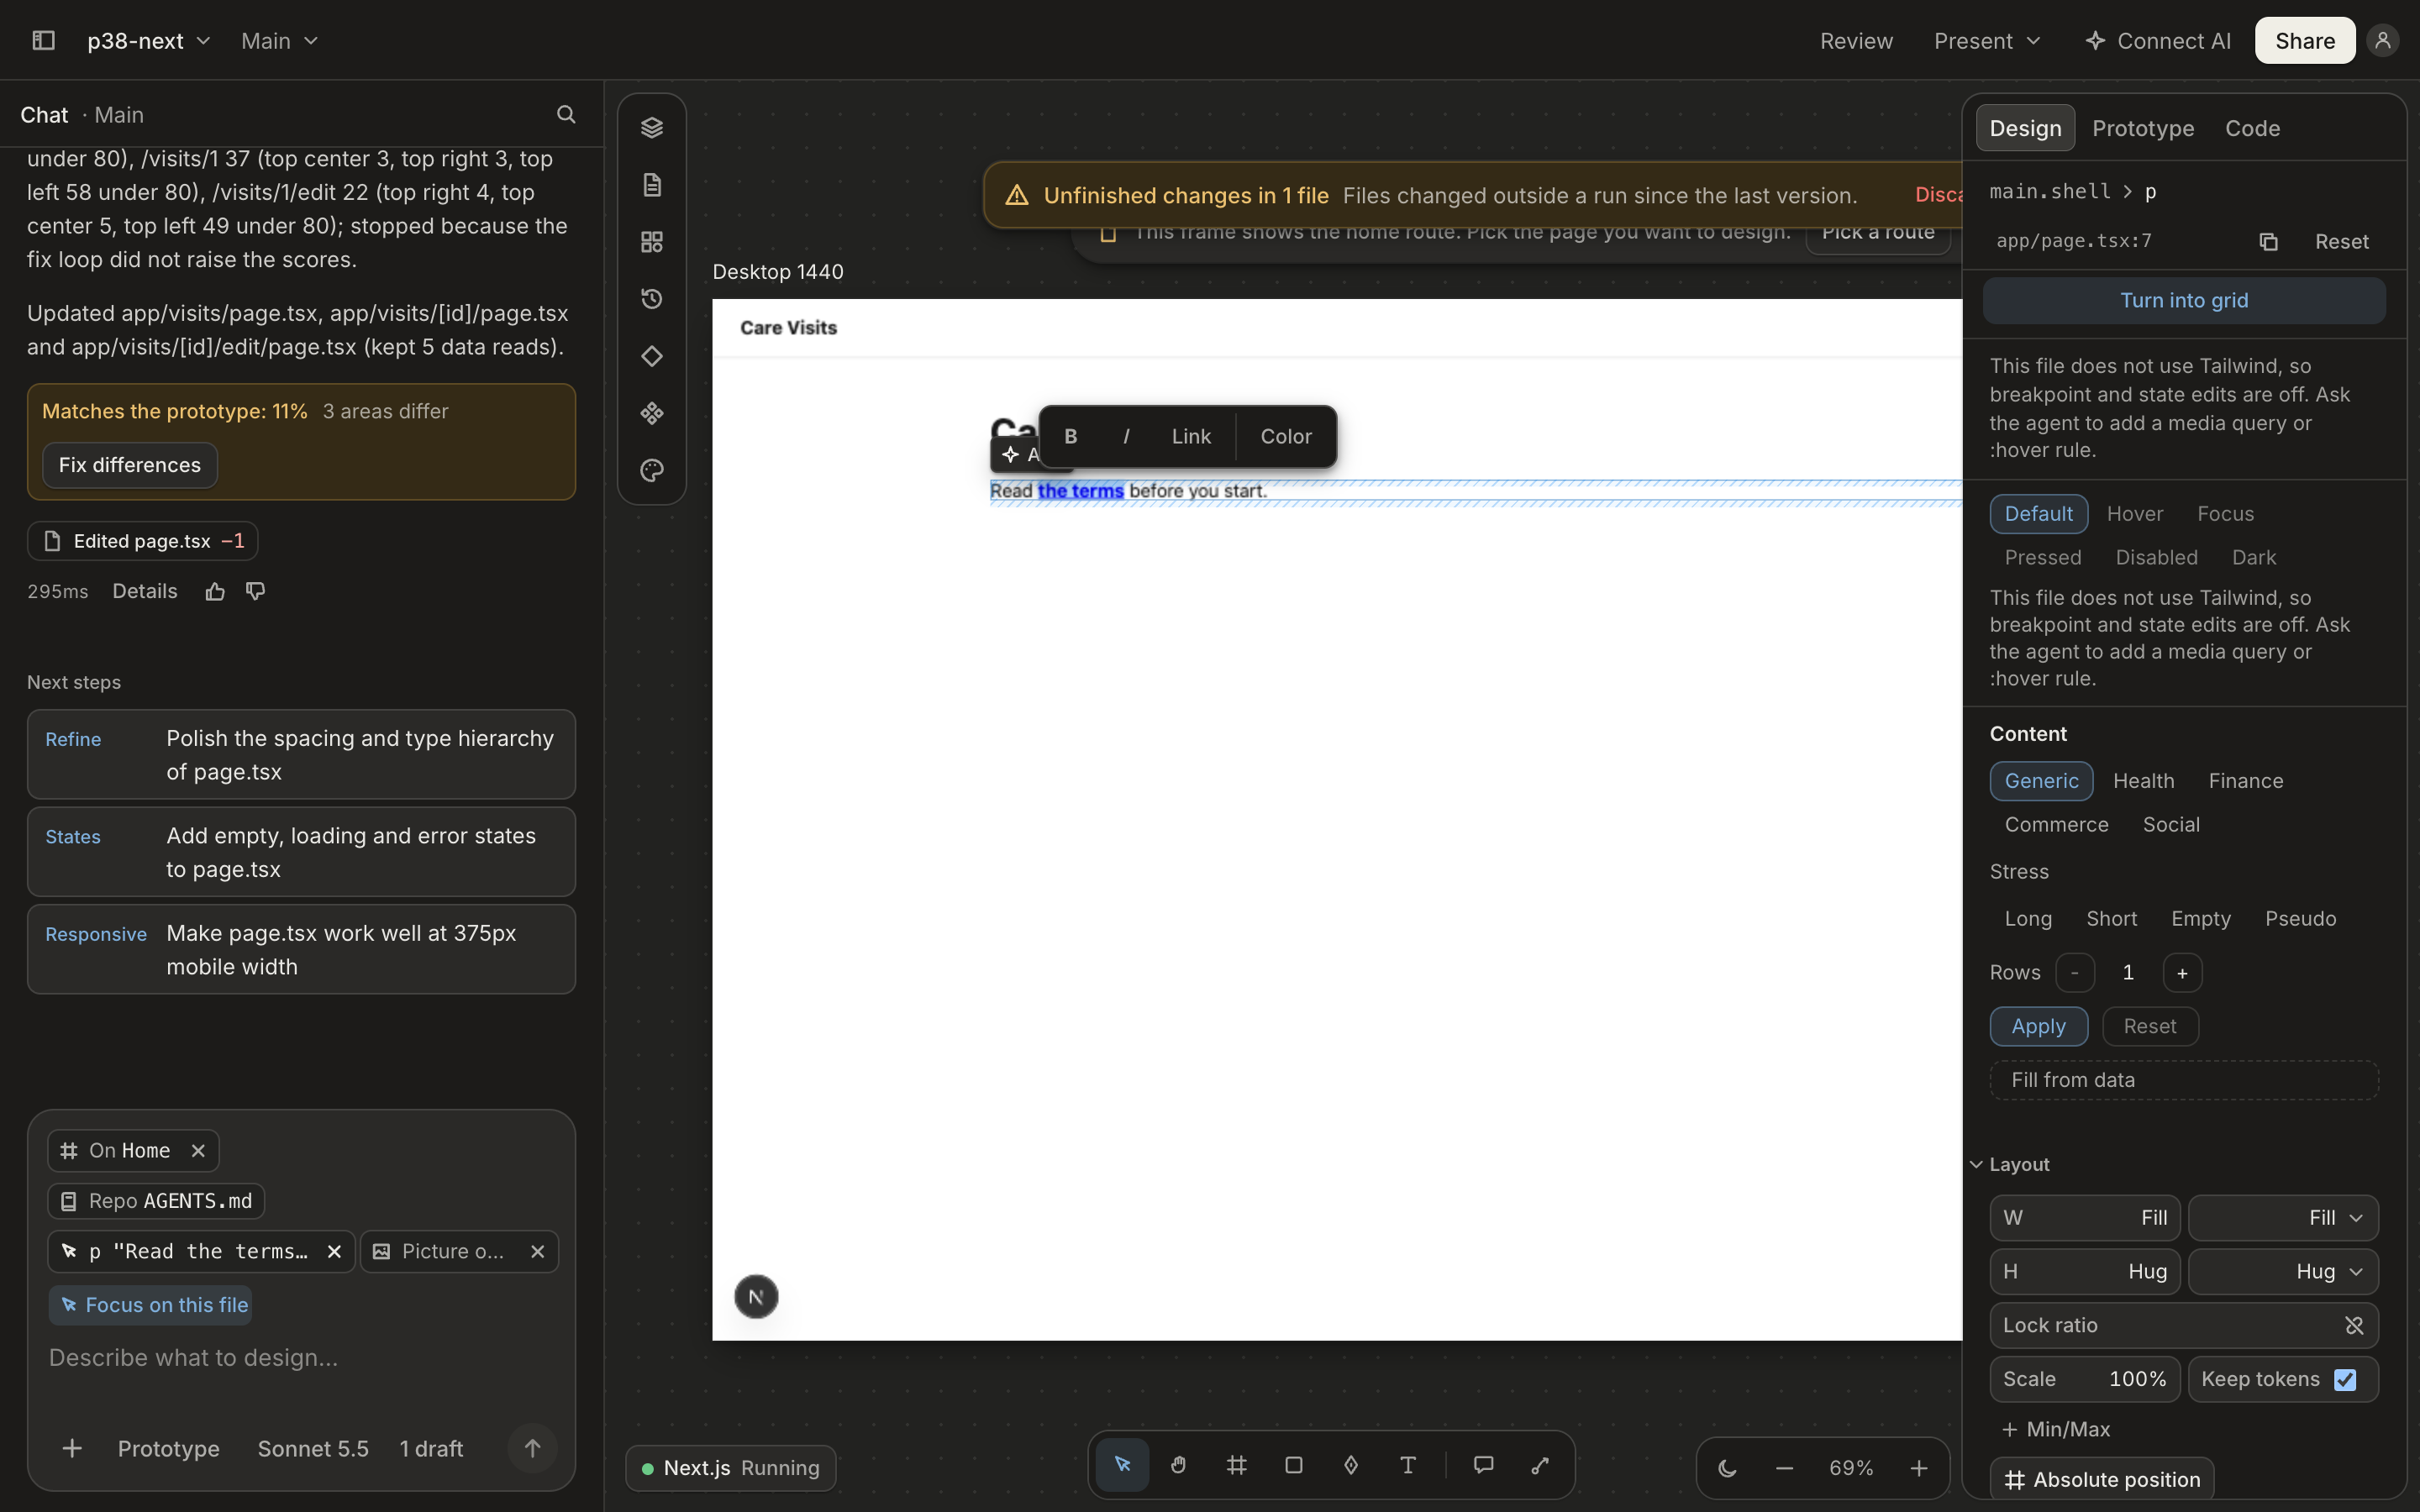 p38-next
Main
Review
Present
Connect AI
Share
Chat · Main
under 80), /visits/1 37 (top center 3, top right 3, top
left 58 under 80), /visits/1/edit 22 (top right 4, top
center 5, top left 49 under 80); stopped because the
fix loop did not raise the scores.
Updated app/visits/page.tsx, app/visits/[id]/page.tsx
and app/visits/[id]/edit/page.tsx (kept 5 data reads).
Matches the prototype: 11% 3 areas differ
Fix differences
Edited page.tsx −1
295ms Details
Next steps
Refine Polish the spacing and type hierarchy
of page.tsx
States Add empty, loading and error states
to page.tsx
Responsive Make page.tsx work well at 375px
mobile width
On Home
Repo AGENTS.md
p "Read the terms…
Picture o...
Focus on this file
Describe what to design...
Prototype
Sonnet 5.5
1 draft
Unfinished changes in 1 file Files changed outside a run since the last version.
This frame shows the home route. Pick the page you want to design. Pick a route
Desktop 1440
Care Visits
B I Link Color
Read the terms before you start.
N
Next.js Running
69%
Design Prototype Code
main.shell > p
app/page.tsx:7
Reset
Turn into grid
This file does not use Tailwind, so
breakpoint and state edits are off. Ask
the agent to add a media query or
:hover rule.
Default Hover Focus
Pressed Disabled Dark
This file does not use Tailwind, so
breakpoint and state edits are off. Ask
the agent to add a media query or
:hover rule.
Content
Generic Health Finance
Commerce Social
Stress
Long Short Empty Pseudo
Rows - 1 +
Apply Reset
Fill from data
Layout
W Fill Fill
H Hug Hug
Lock ratio
Scale 100% Keep tokens
+ Min/Max
Absolute position